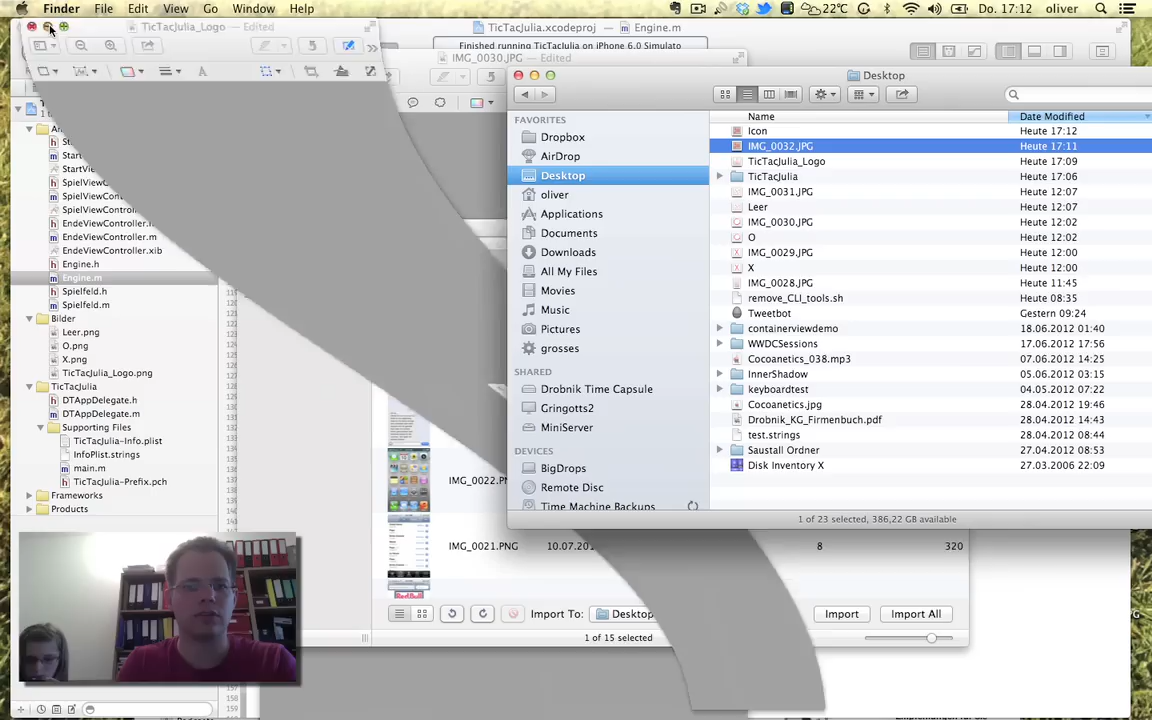 Finder File Edit View Go Window Help
22℃ Do. 17:12 oliver
TicTacJulia_Logo — Edited
TicTacJulia.xcodeproj — Engine.m
Finished running TicTacJulia on iPhone 6.0 Simulato
IMG_0030.JPG — Edited
Desktop
FAVORITES
Dropbox
AirDrop
Desktop
oliver
Applications
Documents
Downloads
All My Files
Movies
Music
Pictures
grosses
SHARED
Drobnik Time Capsule
Gringotts2
MiniServer
DEVICES
BigDrops
Remote Disc
Time Machine Backups
Name Date Modified
Icon Heute 17:12
IMG_0032.JPG Heute 17:11
TicTacJulia_Logo Heute 17:09
TicTacJulia Heute 17:06
IMG_0031.JPG Heute 12:07
Leer Heute 12:07
IMG_0030.JPG Heute 12:02
O Heute 12:02
IMG_0029.JPG Heute 12:00
X Heute 12:00
IMG_0028.JPG Heute 11:45
remove_CLI_tools.sh Heute 08:35
Tweetbot Gestern 09:24
containerviewdemo 18.06.2012 01:40
WWDCSessions 17.06.2012 17:56
Cocoanetics_038.mp3 07.06.2012 14:25
InnerShadow 05.06.2012 03:15
keyboardtest 04.05.2012 07:22
Cocoanetics.jpg 28.04.2012 19:46
Drobnik_KG_Firmenbuch.pdf 28.04.2012 14:43
test.strings 28.04.2012 08:44
Saustall Ordner 27.04.2012 08:53
Disk Inventory X 27.03.2006 22:09
1 of 23 selected, 386,22 GB available
SpielViewCont
EndeViewController.h
EndeViewController.m
EndeViewController.xib
Engine.h
Engine.m
Spielfeld.h
Spielfeld.m
Bilder
Leer.png
O.png
X.png
TicTacJulia_Logo.png
TicTacJulia
DTAppDelegate.h
DTAppDelegate.m
Supporting Files
TicTacJulia-Info.plist
InfoPlist.strings
main.m
TicTacJulia-Prefix.pch
Frameworks
Products
IMG_0022.PN
IMG_0021.PNG 10.07.201 8 320
Import To: Desktop
Import Import All
1 of 15 selected